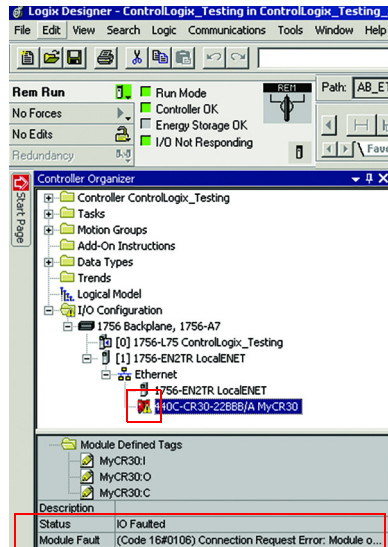 Logix Designer - ControlLogix_Testing in ControlLogix_Testing_
File Edit View Search Logic Communications Tools Window Help
Rem Run
No Forces
No Edits
Redundancy
Run Mode
Controller OK
Energy Storage OK
I/O Not Responding
REM
Path: AB_ET
Favo
Start Page
Controller Organizer
Controller ControlLogix_Testing
Tasks
Motion Groups
Add-On Instructions
Data Types
Trends
Logical Model
I/O Configuration
1756 Backplane, 1756-A7
[0] 1756-L75 ControlLogix_Testing
[1] 1756-EN2TR LocalENET
Ethernet
1756-EN2TR LocalENET
440C-CR30-22BBB/A MyCR30
Module Defined Tags
MyCR30:I
MyCR30:O
MyCR30:C
Description
Status IO Faulted
Module Fault (Code 16#0106) Connection Request Error: Module o...